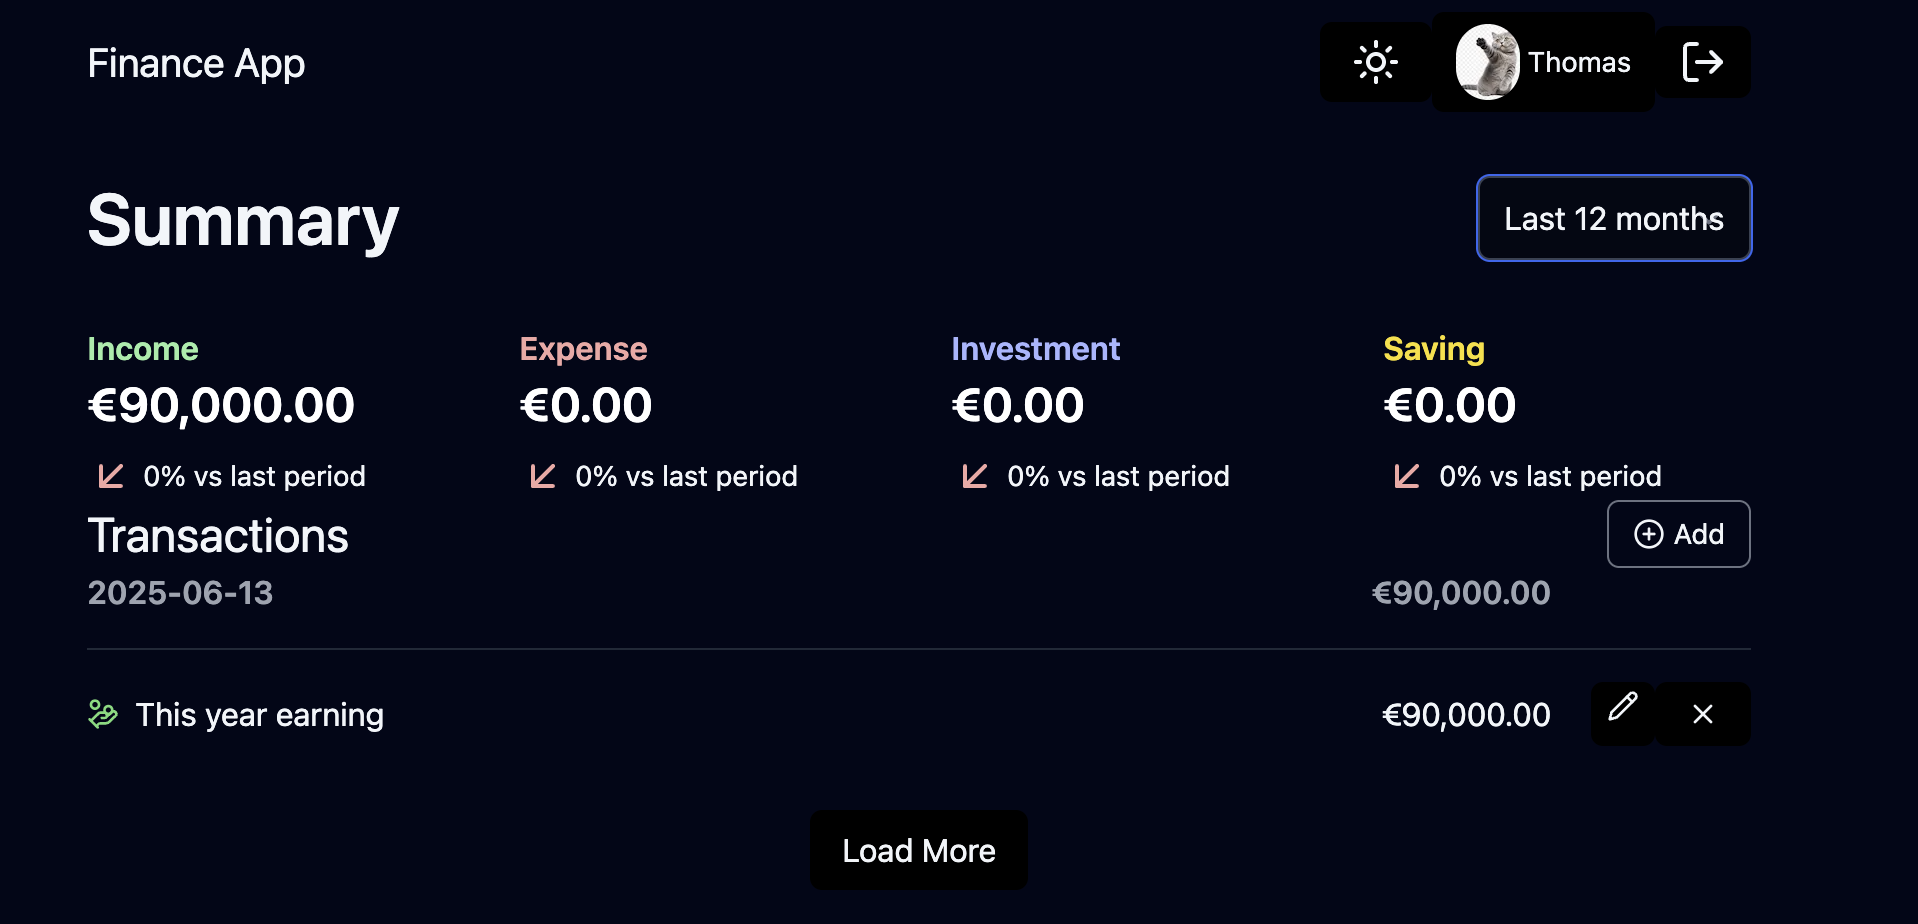 Finance App
Thomas
Summary
Last 12 months
Income
Expense
Investment
Saving
€90,000.00
€0.00
€0.00
€0.00
0% vs last period
0% vs last period
0% vs last period
0% vs last period
Transactions
Add
2025-06-13
€90,000.00
This year earning
€90,000.00
Load More